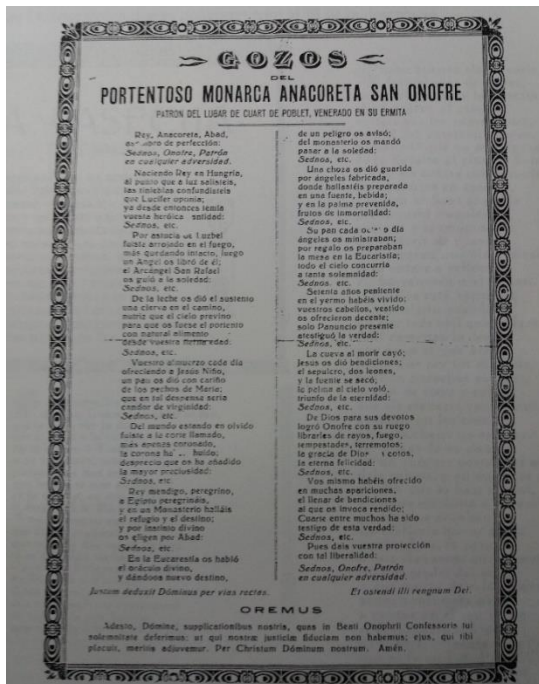 GOZOS
DEL
PORTENTOSO MONARCA ANACORETA SAN ONOFRE
PATRON DEL LUGAR DE CUART DE POBLET, VENERADO EN SU ERMITA
Rey, Anacoreta, Abad,
de perfección:
Sednos, Onofre, Patrón
en cualquier adversidad.
Naciendo Rey en Hungría,
al punto que a luz salisteis,
las tinieblas confundisteis
que Lucifer oponía;
ya desde entonces temía
vuestra heróica santidad:
Sednos, etc.
Por astucia de Luzbel
fuiste arrojado en el fuego,
mas quedando intacto, luego
un Angel os libró de él;
el Arcángel San Rafael
os guió a la soledad:
Sednos, etc.
De la leche os dió el sustento
una cierva en el camino,
nutriz que el cielo previno
para que os fuese el portento
con natural alimento
desde vuestra tierna edad.
Sednos, etc.
Vuestro almuerzo cada día
ofreciendo a Jesús Niño,
un pan os dió con cariño
de los pechos de María;
que en tal despensa sería
candor de virginidad:
Sednos, etc.
Del mundo estando en olvido
fuiste a la corte llamado,
más apenas coronado,
la corona
desprecio que os ha añadido
la mayor preciosidad:
Sednos, etc.
Rey mendigo, peregrino,
a Egipto peregrináis,
y en un Monasterio halláis
el refugio y el destino;
y por instinto divino
os eligen por Abad:
Sednos, etc.
En la Eucarestía os habló
el oráculo divino,
y dándoos nuevo destino,
de un peligro os avisó;
del monasterio os mandó
pasar a la soledad:
Sednos, etc.
Una choza os dió guarida
por ángeles fabricada,
donde hallastéis preparada
en una fuente, bebida;
y en la palma prevenida,
frutos de inmortalidad:
Sednos, etc.
Su pan cada día
ángeles os ministraban;
por regalo os preparaban
la mesa en la Eucaristía;
todo el cielo concurría
a tanta solemnidad:
Sednos, etc.
Setenta años penitente
en el yermo habéis vivido;
vuestros cabellos, vestido
os ofrecieron decente;
solo Panuncio presente
atestiguó la verdad:
Sednos, etc.
La cueva al morir cayó;
Jesús os dió bendiciones;
el sepulcro, dos leones,
y la fuente se secó;
la palma al cielo voló,
triunfo de la eternidad:
Sednos, etc.
De Dios para sus devotos
logró Onofre con su ruego
librarles de rayos, fuego,
tempestades, terremotos;
la gracia de Dios
la eterna felicidad:
Sednos, etc.
Vos mismo habéis ofrecido
en muchas apariciones,
el llenar de bendiciones
al que os invoca rendido;
Cuarte entre muchos ha sido
testigo de esta verdad:
Sednos, etc.
Pues dais vuestra protección
con tal liberalidad:
Sednos, Onofre, Patrón
en cualquier adversidad.
Justum deduxit Dóminus per vias rectas. Et ostendi illi rengnum Dei.
OREMUS
Adesto, Dómine, supplicatiobus nostris, quas in Beati Onophrii Confessoris tui
solemnitate deferimus: ut qui nostræ justiciæ fiduciam non habemus; ejus, qui tibi
placuit, meritis adjuvemur. Per Christum Dóminum nostrum. Amén.